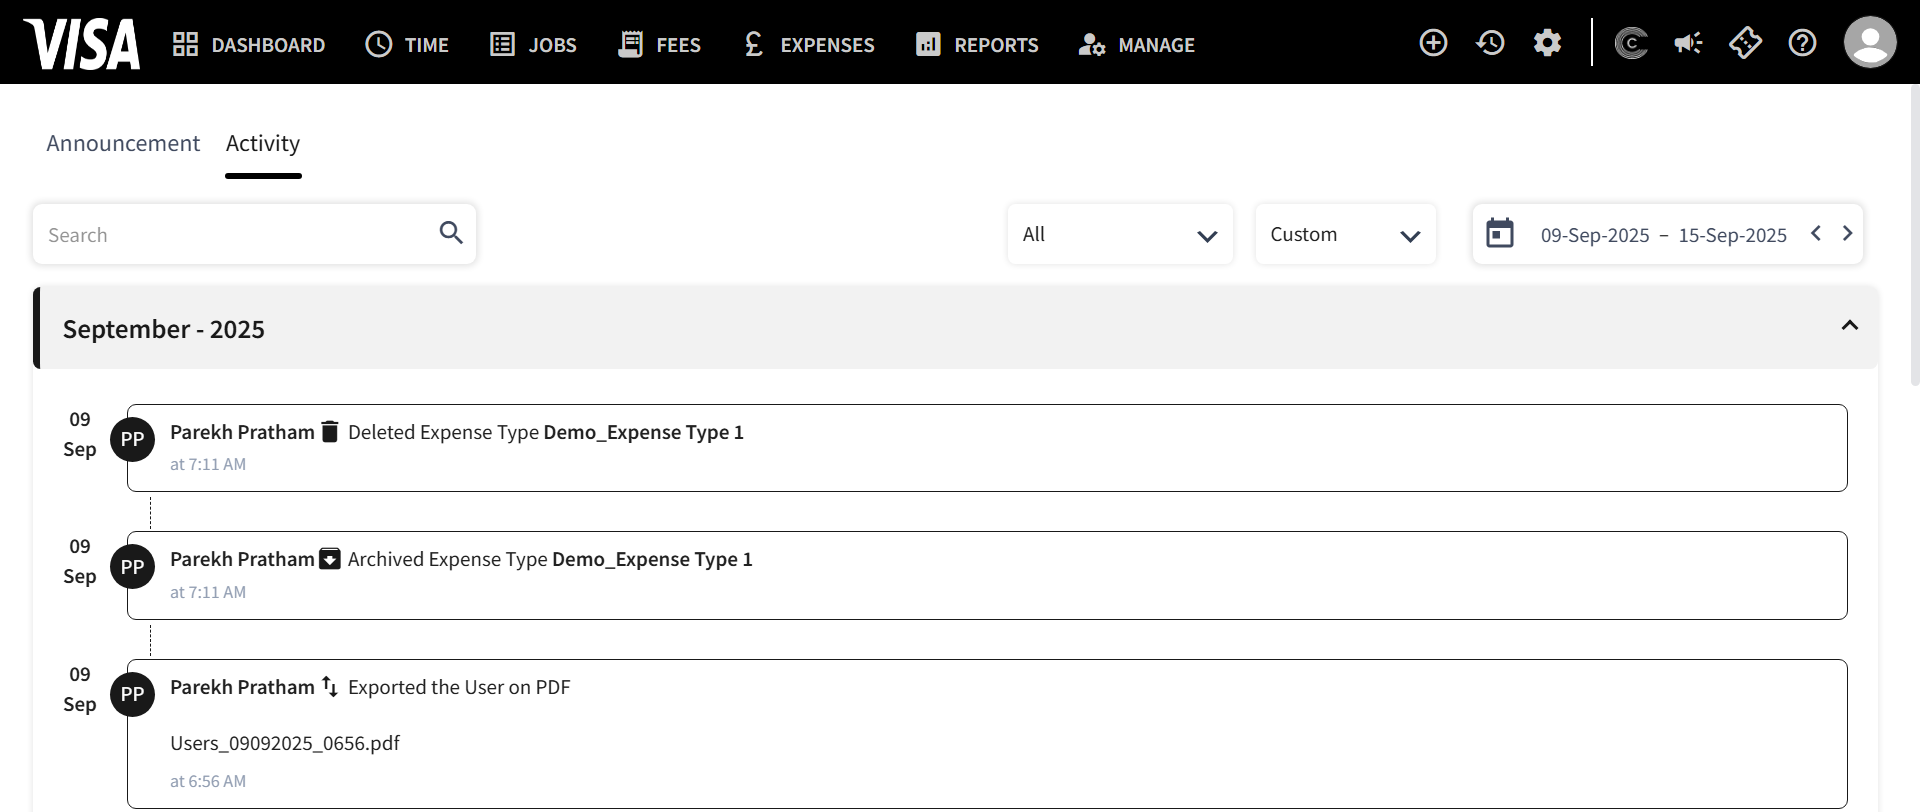 VISA DASHBOARD TIME JOBS FEES £ EXPENSES REPORTS MANAGE C ?
Announcement Activity
Search All Custom 09-Sep-2025 – 15-Sep-2025
September - 2025
09
Sep
PP
Parekh Pratham Deleted Expense Type Demo_Expense Type 1
at 7:11 AM
09
Sep
PP
Parekh Pratham Archived Expense Type Demo_Expense Type 1
at 7:11 AM
09
Sep
PP
Parekh Pratham Exported the User on PDF
Users_09092025_0656.pdf
at 6:56 AM